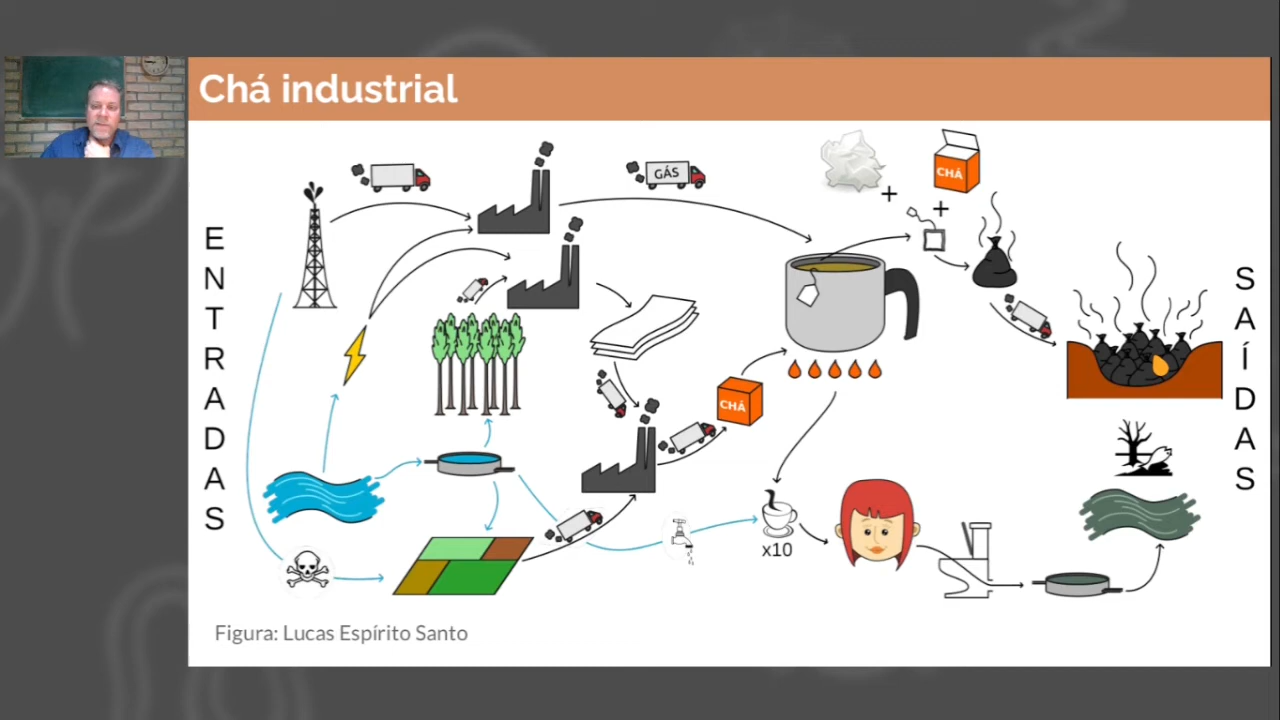 Chá industrial
ENTRADAS
GÁS
CHÁ
+
+
CHÁ
x10
SAÍDAS
Figura: Lucas Espírito Santo